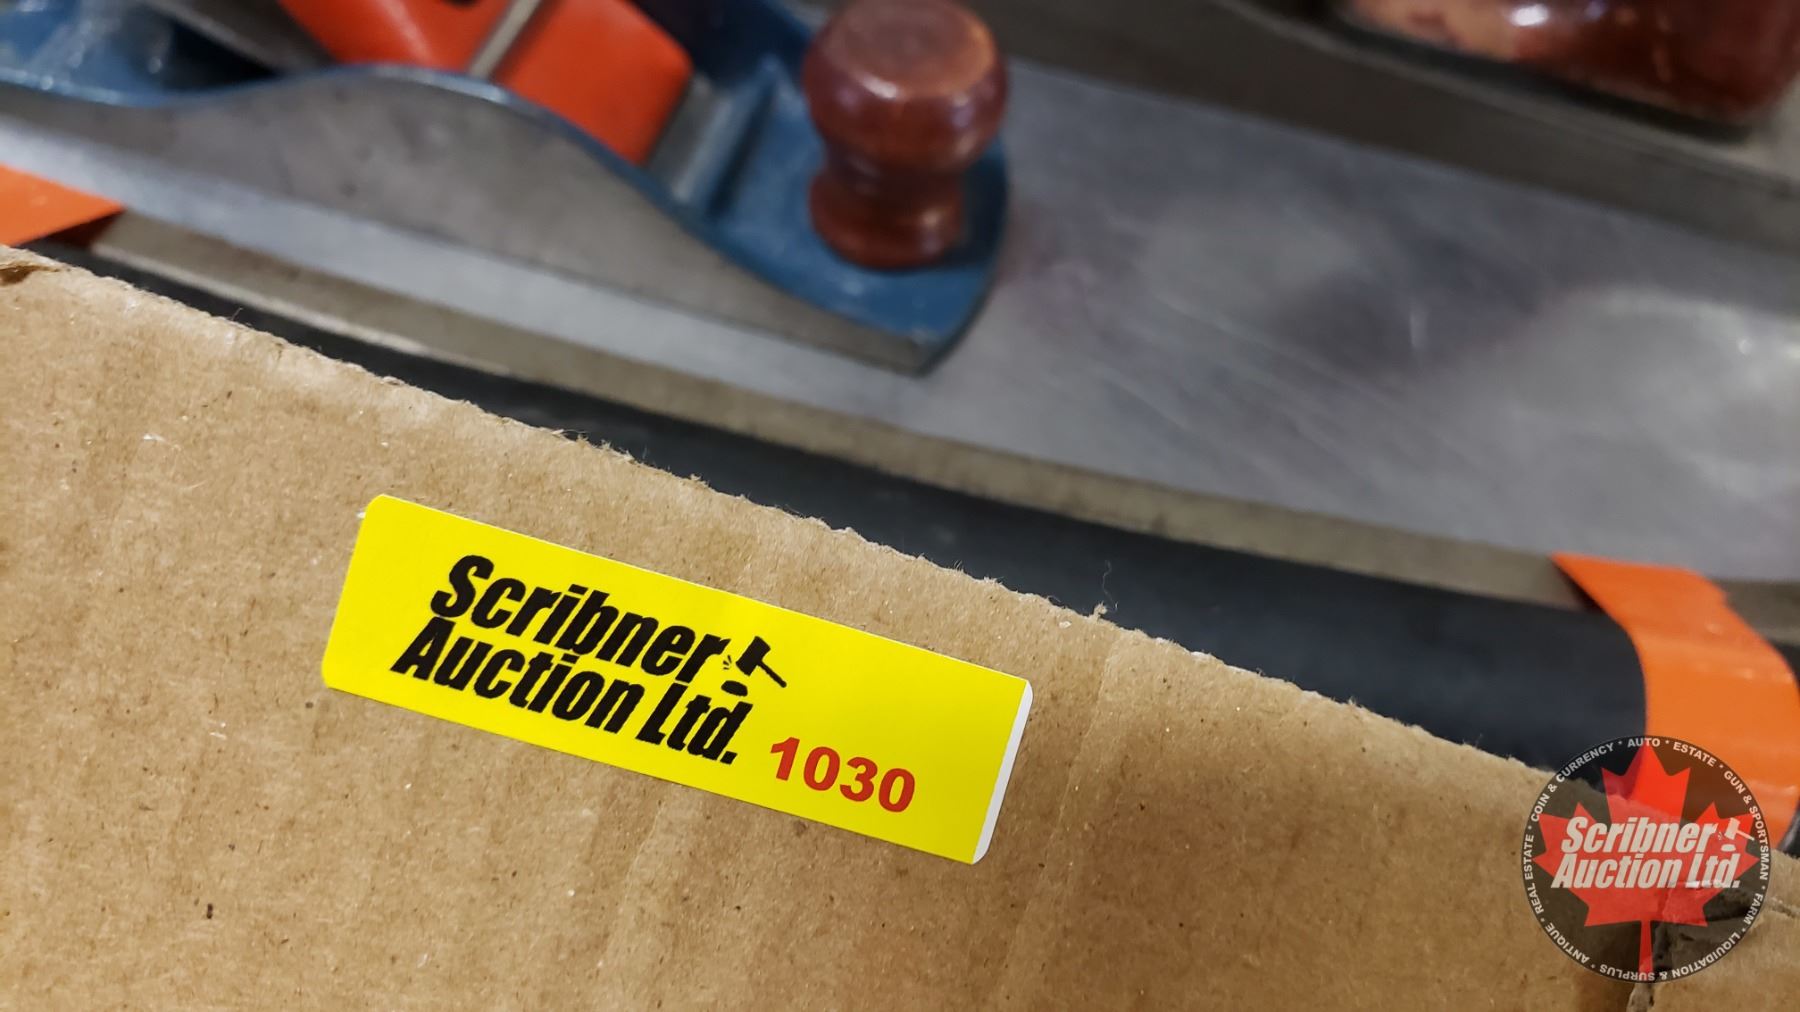 Scribner
Auction Ltd.
1030
COIN & CURRENCY * AUTO * ESTATE * GUN & SPORTSMAN * FARM * LIQUIDATION & SURPLUS * ANTIQUE * REAL ESTATE *
Scribner
Auction Ltd.